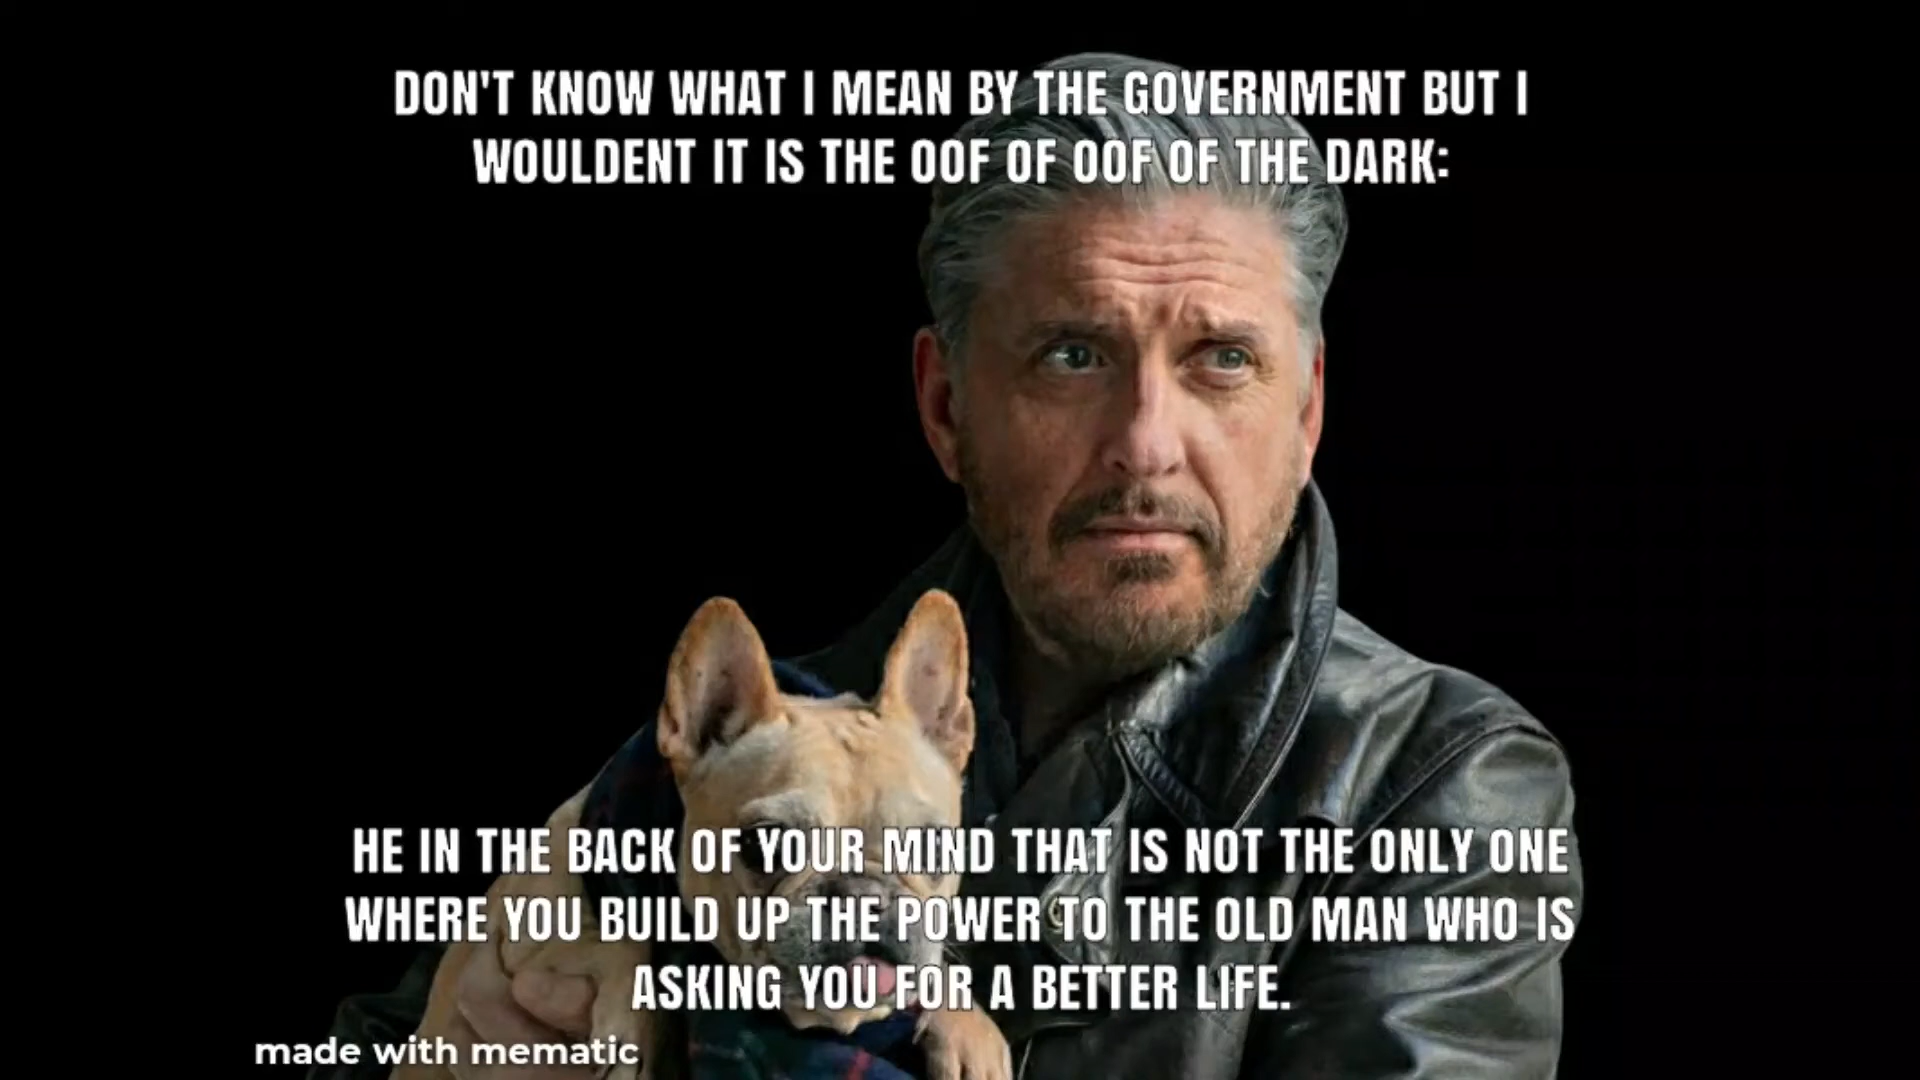 DON'T KNOW WHAT I MEAN BY THE GOVERNMENT BUT I
WOULDENT IT IS THE OOF OF OOF OF THE DARK:
HE IN THE BACK OF YOUR MIND THAT IS NOT THE ONLY ONE
WHERE YOU BUILD UP THE POWER TO THE OLD MAN WHO IS
ASKING YOU FOR A BETTER LIFE.
made with mematic